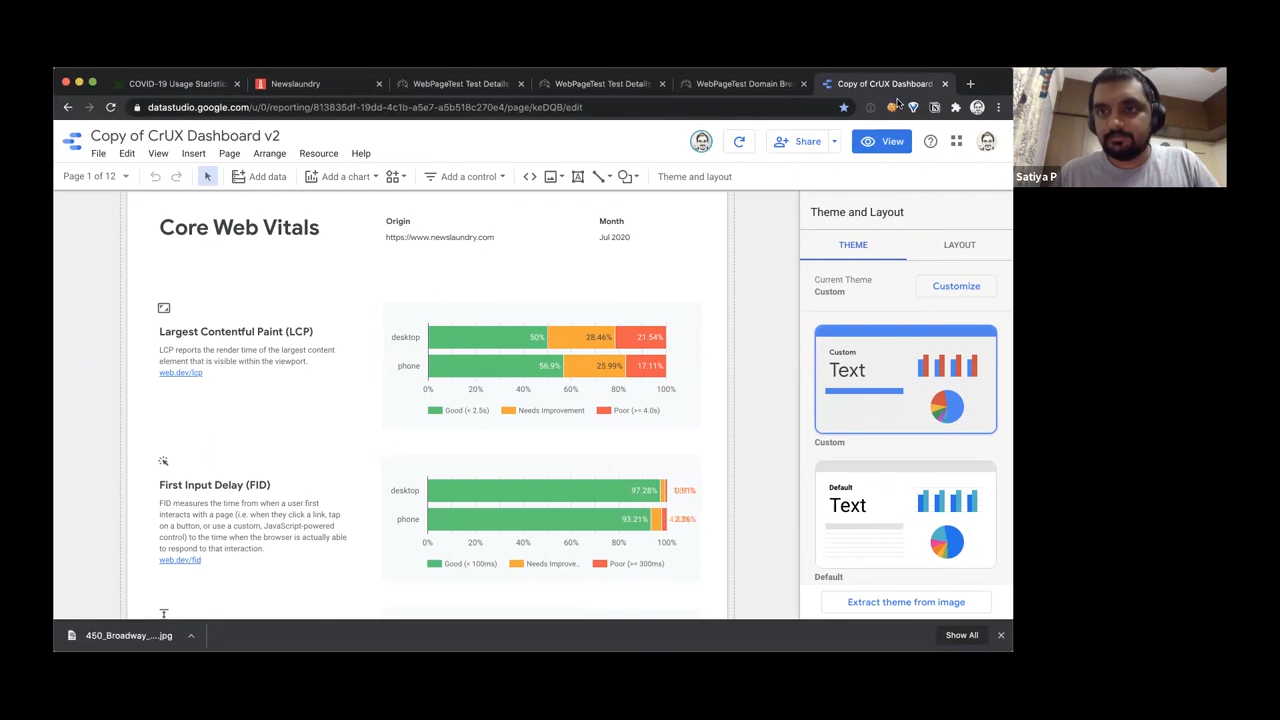 COVID-19 Usage Statistic
Newslaundry
WebPageTest Test Details
WebPageTest Test Details
WebPageTest Domain Brea
Copy of CrUX Dashboard
datastudio.google.com/u/0/reporting/813835df-19dd-4c1b-a5e7-a5b518c270e4/page/keDQB/edit
Copy of CrUX Dashboard v2
File Edit View Insert Page Arrange Resource Help
Share
View
Page 1 of 12
Add data
Add a chart
Add a control
Theme and layout
Core Web Vitals
Origin
https://www.newslaundry.com
Month
Jul 2020
Largest Contentful Paint (LCP)
LCP reports the render time of the largest content
element that is visible within the viewport.
web.dev/lcp
desktop 50% 28.46% 21.54%
phone 56.9% 25.99% 17.11%
0% 20% 40% 60% 80% 100%
Good (< 2.5s) Needs Improvement Poor (>= 4.0s)
First Input Delay (FID)
FID measures the time from when a user first
interacts with a page (i.e. when they click a link, tap
on a button, or use a custom, JavaScript-powered
control) to the time when the browser is actually able
to respond to that interaction.
web.dev/fid
desktop 97.28%
phone 93.21%
0% 20% 40% 60% 80% 100%
Good (< 100ms) Needs Improve.. Poor (>= 300ms)
Theme and Layout
THEME LAYOUT
Current Theme
Custom
Customize
Custom
Text
Custom
Default
Text
Default
Extract theme from image
450_Broadway_....jpg
Show All
Satiya P